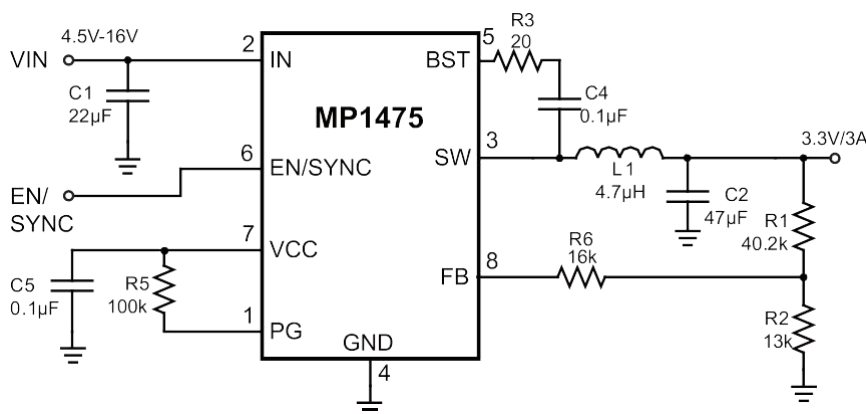 4.5V-16V
VIN
C1
22µF
2
IN
BST
5
R3
20
C4
0.1µF
MP1475
6
EN/SYNC
EN/
SYNC
SW
3
L1
4.7µH
3.3V/3A
C2
47µF
R1
40.2k
7
VCC
C5
0.1µF
R5
100k
1
PG
FB
8
R6
16k
R2
13k
GND
4